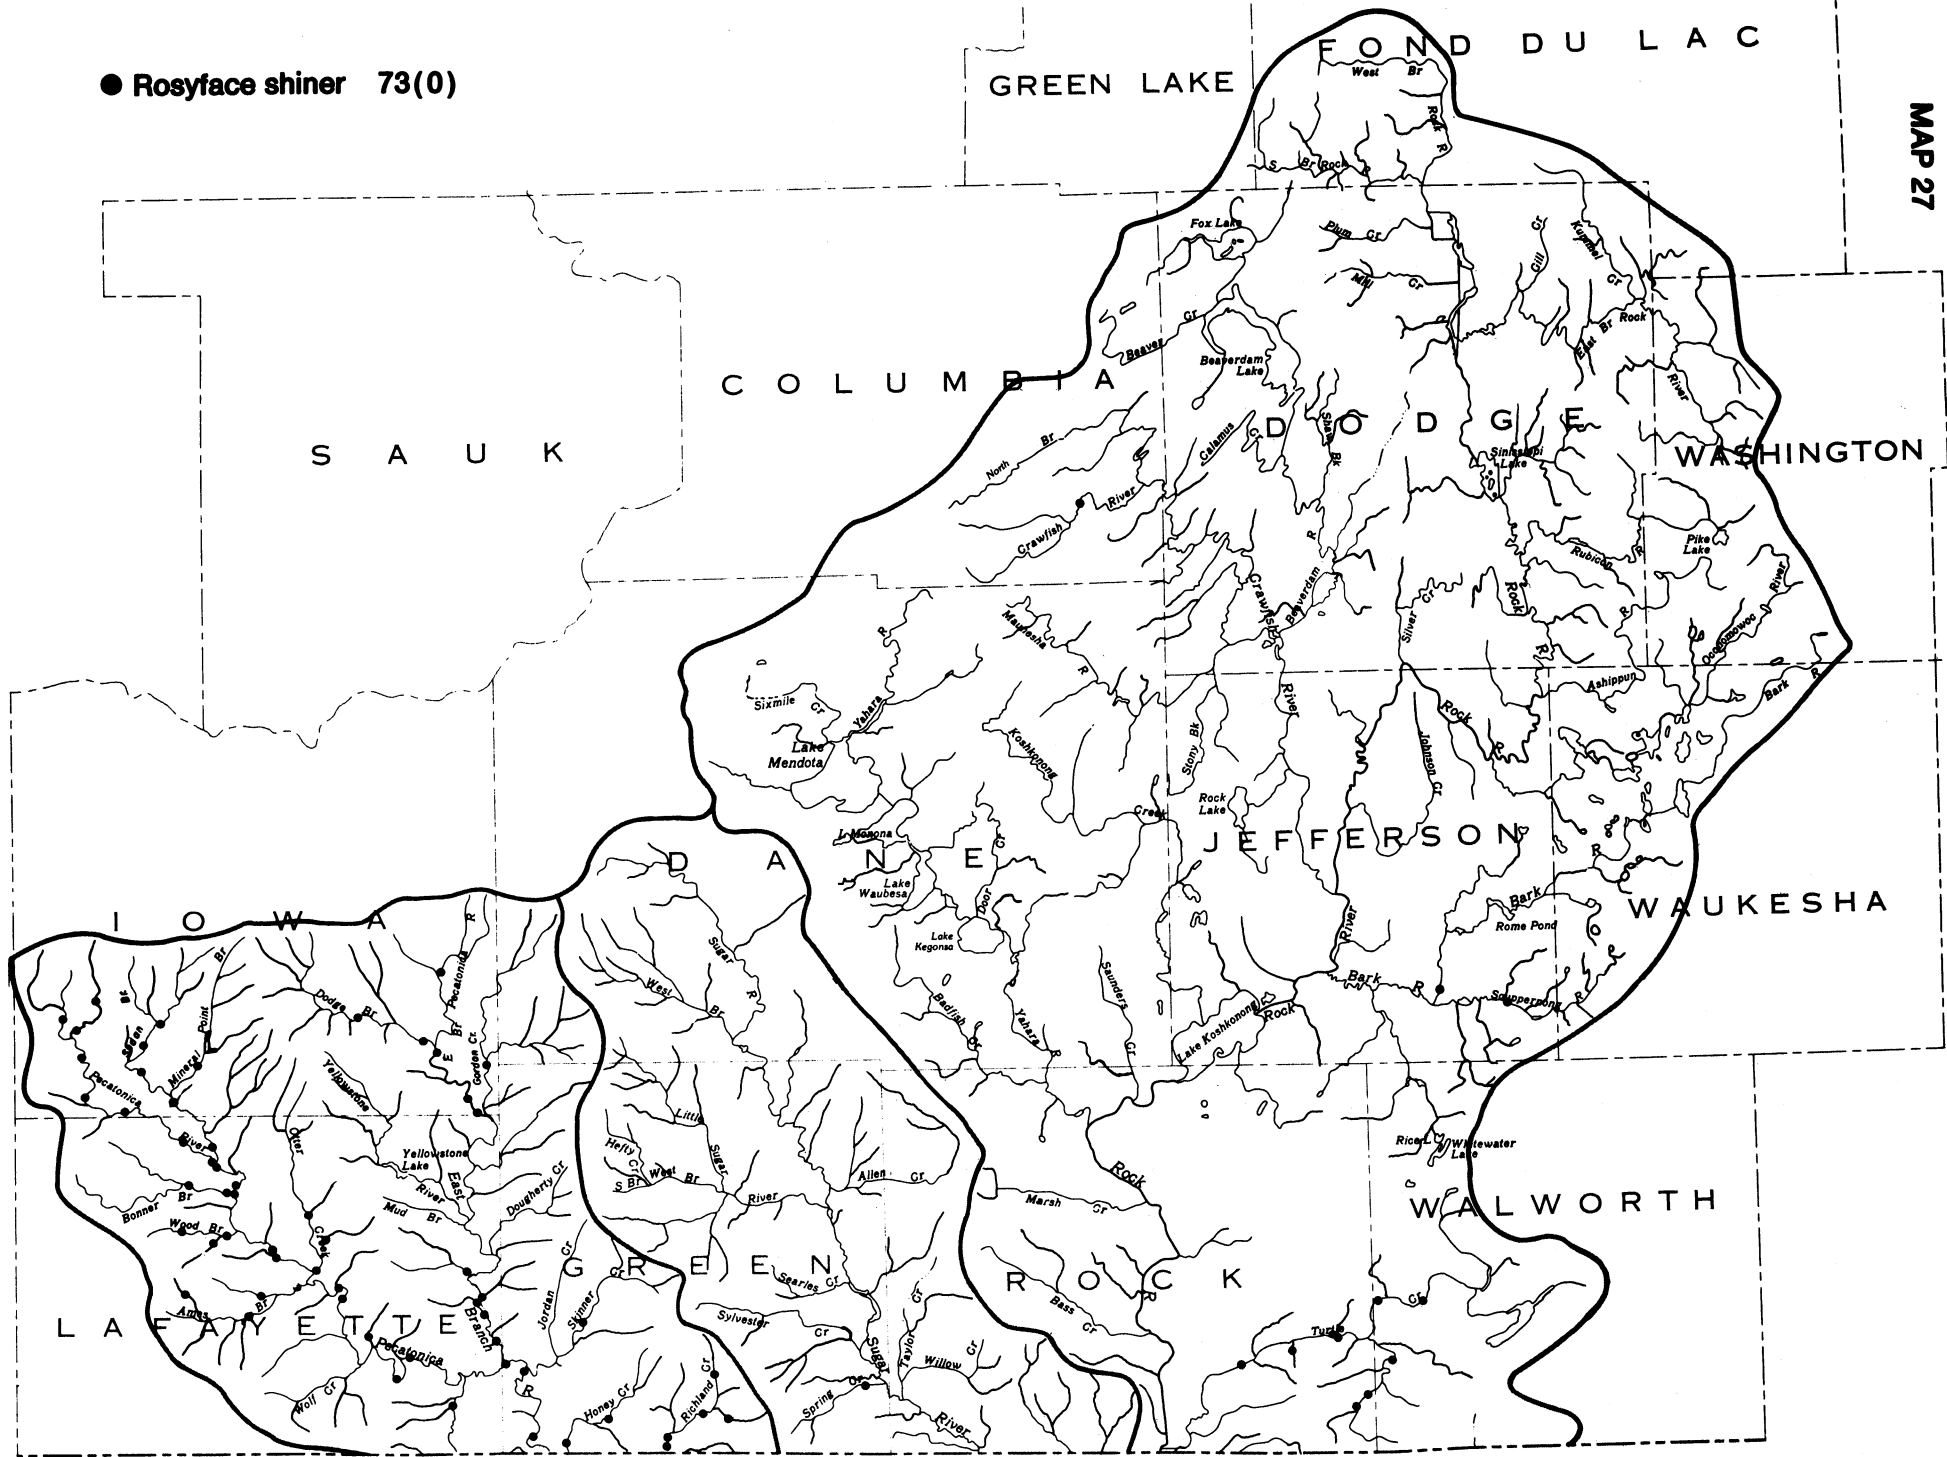 ● Rosyface shiner 73(0)
MAP 27
FOND DU LAC
GREEN LAKE
West Br
Rock R
S Br Rock R
Fox Lake
Plum Cr
Mill Cr
Gill Cr
Kummel Cr
East Br Rock River
Beaver Cr
Beaverdam Lake
COLUMBIA
SAUK
DODGE
WASHINGTON
North Br
Calamus Cr
Shaw Bk
Sinissippi Lake
Crawfish River
Pike Lake
Rubicon R
Beaverdam R
Crawfish River
Silver Cr
Rock R
Oconomowoc River
Maunesha R
Ashippun R
Bark R
Yahara R
Sixmile Cr
Lake Mendota
Koshkonong Creek
Stony Bk
Rock R
Johnson Cr
Rock Lake
L Monona
JEFFERSON
DANE
Lake Waubesa
Door Cr
Lake Kegonsa
Bark R
Rome Pond
WAUKESHA
IOWA
Sugar R
West Br
Badfish Cr
Yahara R
Saunders Cr
Lake Koshkonong
Rock River
Bark R
Scuppernong R
Dodge Br
Pecatonica R
E Br
Gordon Cr.
Mineral Point Br
Pecatonica River
Yellowstone
Otter Creek
Yellowstone Lake
River
East Branch
Mud Br
Dougherty Cr
Little Sugar
Hefty Cr
West Br
S Br
River
Allen Cr
Rice L
Whitewater Lake
Marsh Cr
Rock
WALWORTH
Bonner Br
Wood Br
Ames Br
LAFAYETTE
GREEN
ROCK
R
Jordan Cr
Skinner Cr
Searles Cr
Sylvester Cr
Taylor Cr
Sugar River
Willow Cr
Bass Cr
Turtle Cr
Pecatonica R
Wolf Cr
Honey Cr
Richland Cr
Spring Cr